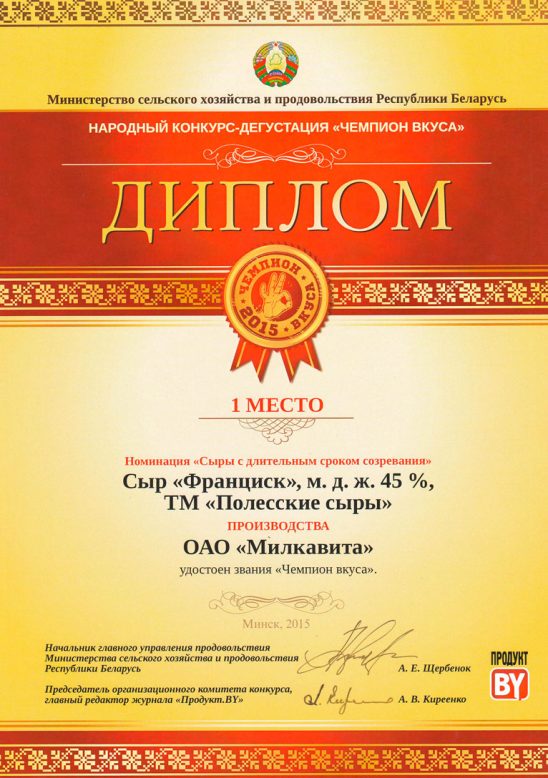 Министерство сельского хозяйства и продовольствия Республики Беларусь
НАРОДНЫЙ КОНКУРС-ДЕГУСТАЦИЯ «ЧЕМПИОН ВКУСА»
ДИПЛОМ
ЧЕМПИОН ВКУСА 2015
1 МЕСТО
Номинация «Сыры с длительным сроком созревания»
Сыр «Франциск», м. д. ж. 45 %,
ТМ «Полесские сыры»
ПРОИЗВОДСТВА
ОАО «Милкавита»
удостоен звания «Чемпион вкуса».
Минск, 2015
Начальник главного управления продовольствия
Министерства сельского хозяйства и продовольствия
Республики Беларусь
А. Е. Щербенок
Председатель организационного комитета конкурса,
главный редактор журнала «Продукт.BY»
А. В. Киреенко
ПРОДУКТ
BY